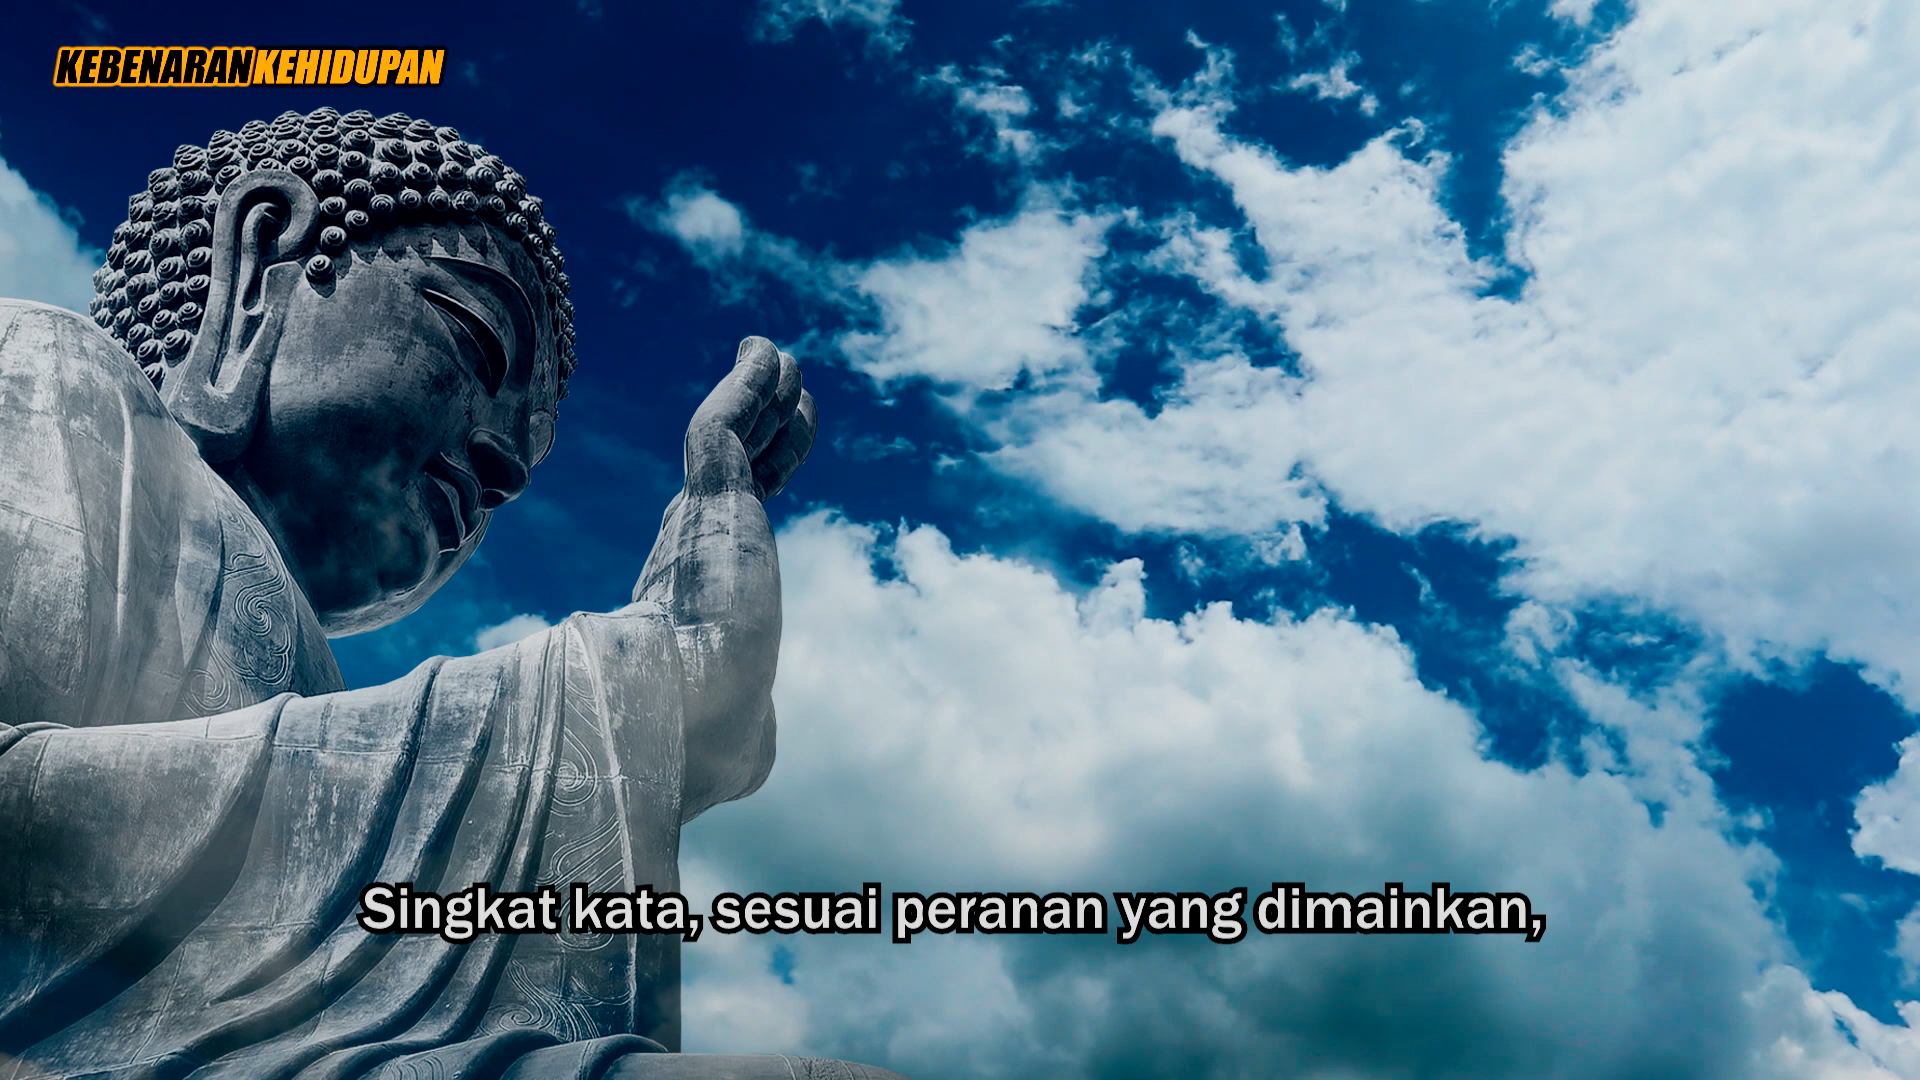 KEBENARANKEHIDUPAN
Singkat kata, sesuai peranan yang dimainkan,